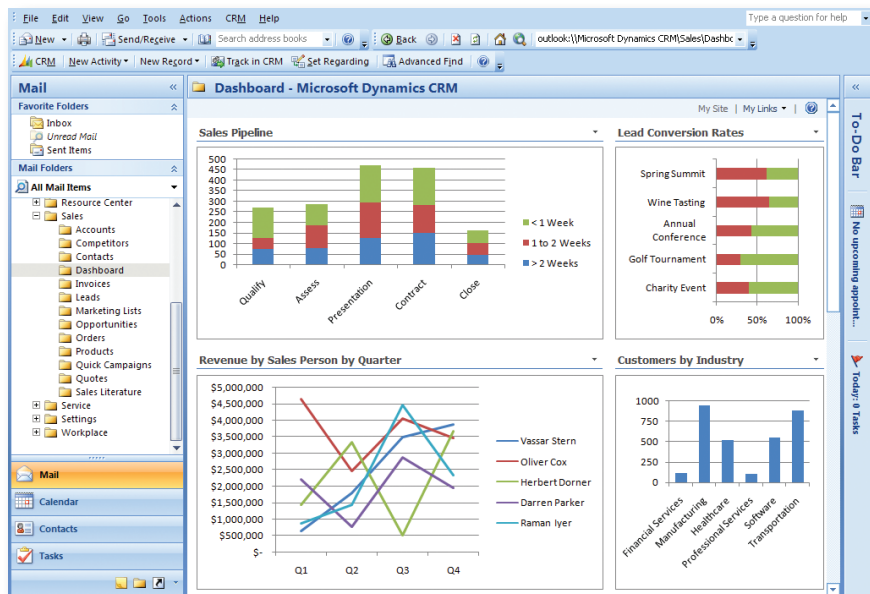 File Edit View Go Tools Actions CRM Help
Type a question for help
New Send/Receive Search address books Back outlook:\\Microsoft Dynamics CRM\Sales\Dashbc
CRM New Activity New Record Track in CRM Set Regarding Advanced Find
Mail «
Favorite Folders
Inbox
Unread Mail
Sent Items
Mail Folders
All Mail Items
Resource Center
Sales
Accounts
Competitors
Contacts
Dashboard
Invoices
Leads
Marketing Lists
Opportunities
Orders
Products
Quick Campaigns
Quotes
Sales Literature
Service
Settings
Workplace
Mail
Calendar
Contacts
Tasks
Dashboard - Microsoft Dynamics CRM
My Site | My Links |
Sales Pipeline
500
450
400
350
300
250
200
150
100
50
0
Qualify
Assess
Presentation
Contract
Close
< 1 Week
1 to 2 Weeks
> 2 Weeks
Lead Conversion Rates
Spring Summit
Wine Tasting
Annual
Conference
Golf Tournament
Charity Event
0% 50% 100%
Revenue by Sales Person by Quarter
$5,000,000
$4,500,000
$4,000,000
$3,500,000
$3,000,000
$2,500,000
$2,000,000
$1,500,000
$1,000,000
$500,000
$-
Q1 Q2 Q3 Q4
Vassar Stern
Oliver Cox
Herbert Dorner
Darren Parker
Raman Iyer
Customers by Industry
1000
750
500
250
0
Financial Services
Manufacturing
Healthcare
Professional Services
Software
Transportation
«
To-Do Bar
No upcoming appoint...
Today: 0 Tasks